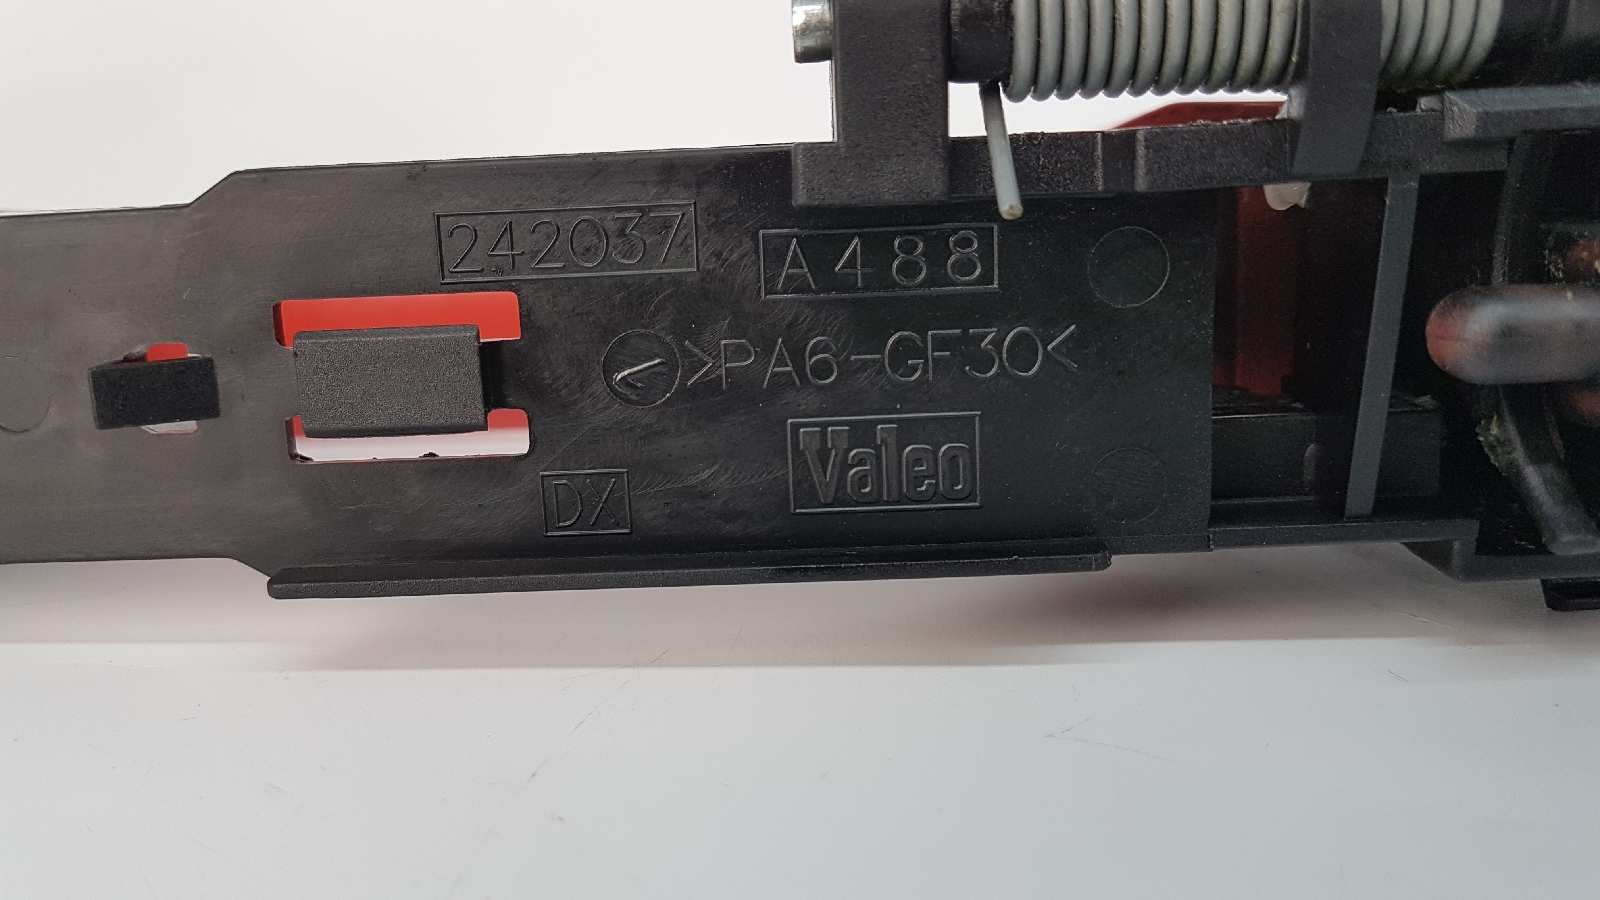 242037
A488
>PA6-GF30<
DX
Valeo